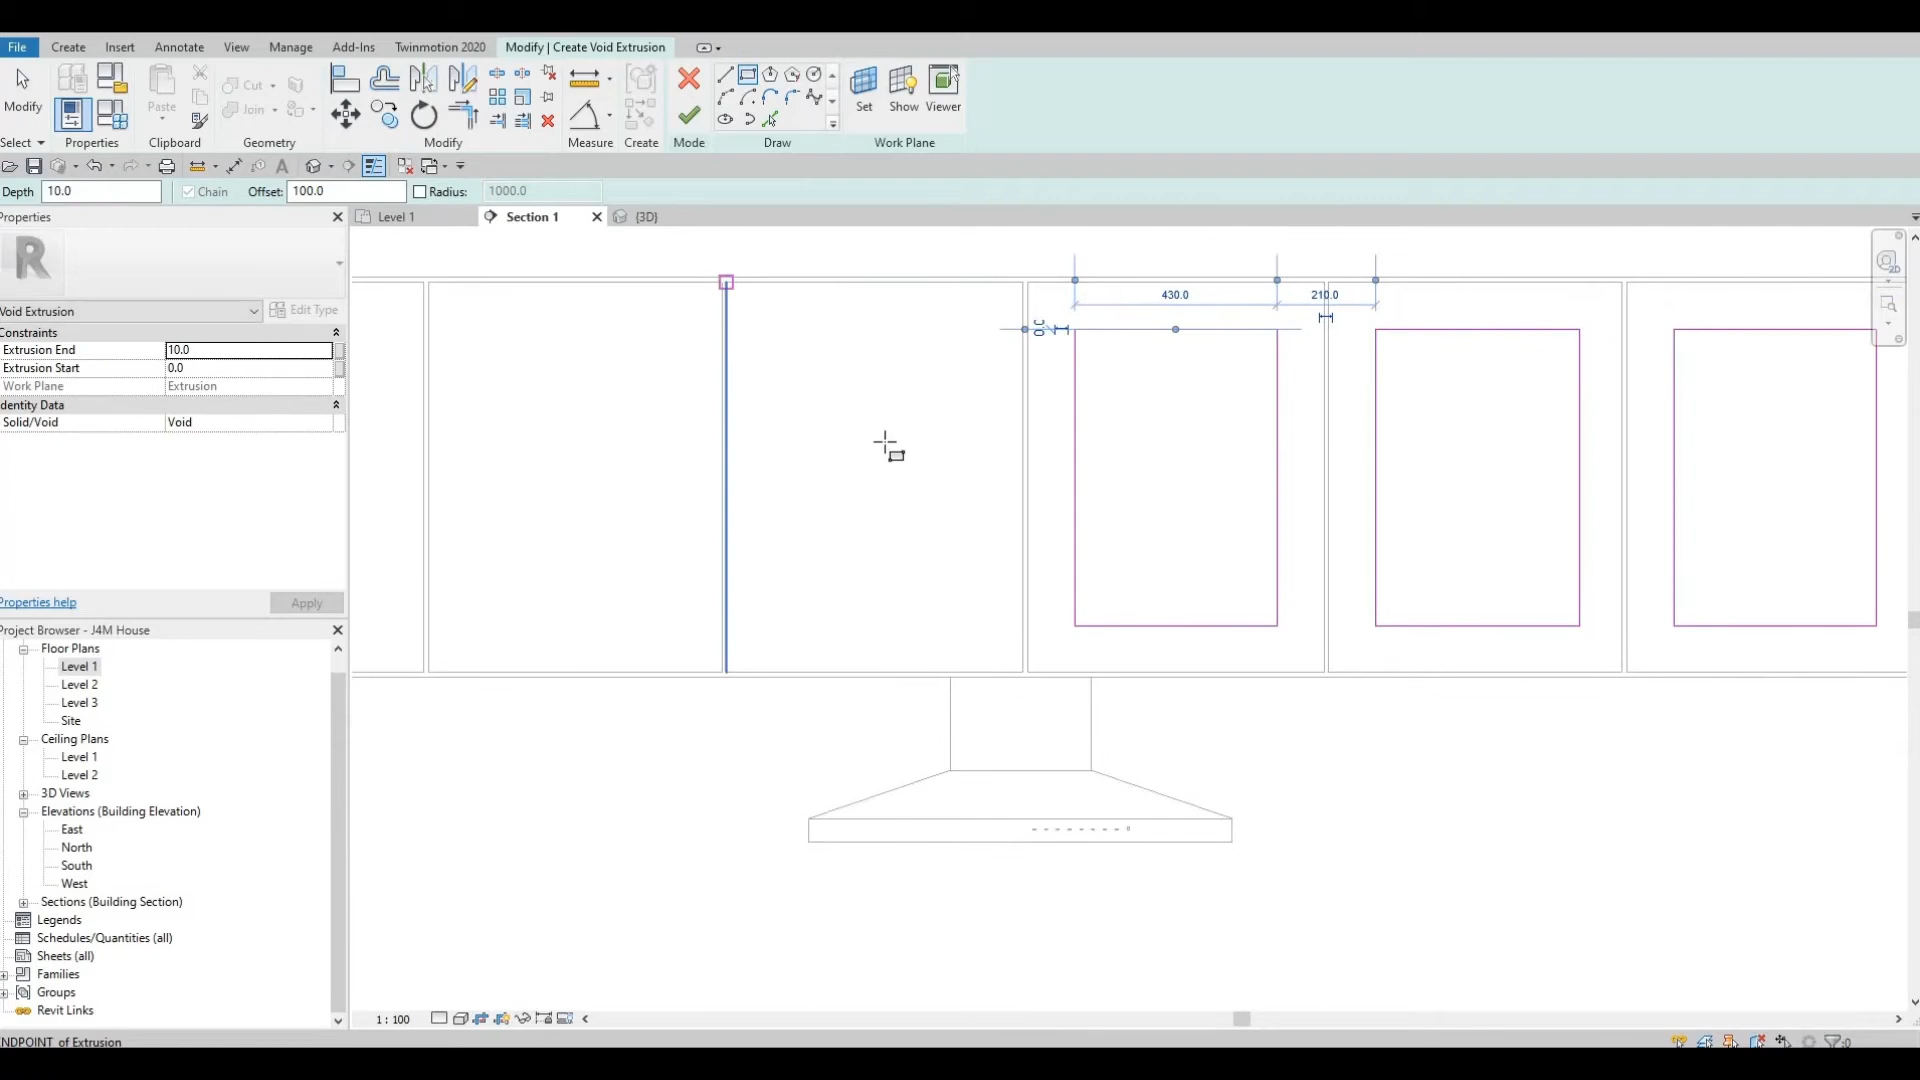 File Create Insert Annotate View Manage Add-Ins Twinmotion 2020 Modify | Create Void Extrusion
Modify Paste Cut Join Set Show Viewer
Select Properties Clipboard Geometry Modify Measure Create Mode Draw Work Plane
Depth 10.0 Chain Offset: 100.0 Radius: 1000.0
Properties
Level 1 Section 1 {3D}
R
Void Extrusion Edit Type
Constraints
Extrusion End 10.0
Extrusion Start 0.0
Work Plane Extrusion
dentity Data
Solid/Void Void
Properties help Apply
430.0 210.0
2D
Project Browser - J4M House
Floor Plans
Level 1
Level 2
Level 3
Site
Ceiling Plans
Level 1
Level 2
3D Views
Elevations (Building Elevation)
East
North
South
West
Sections (Building Section)
Legends
Schedules/Quantities (all)
Sheets (all)
Families
Groups
Revit Links
1 : 100
ENDPOINT of Extrusion
:0